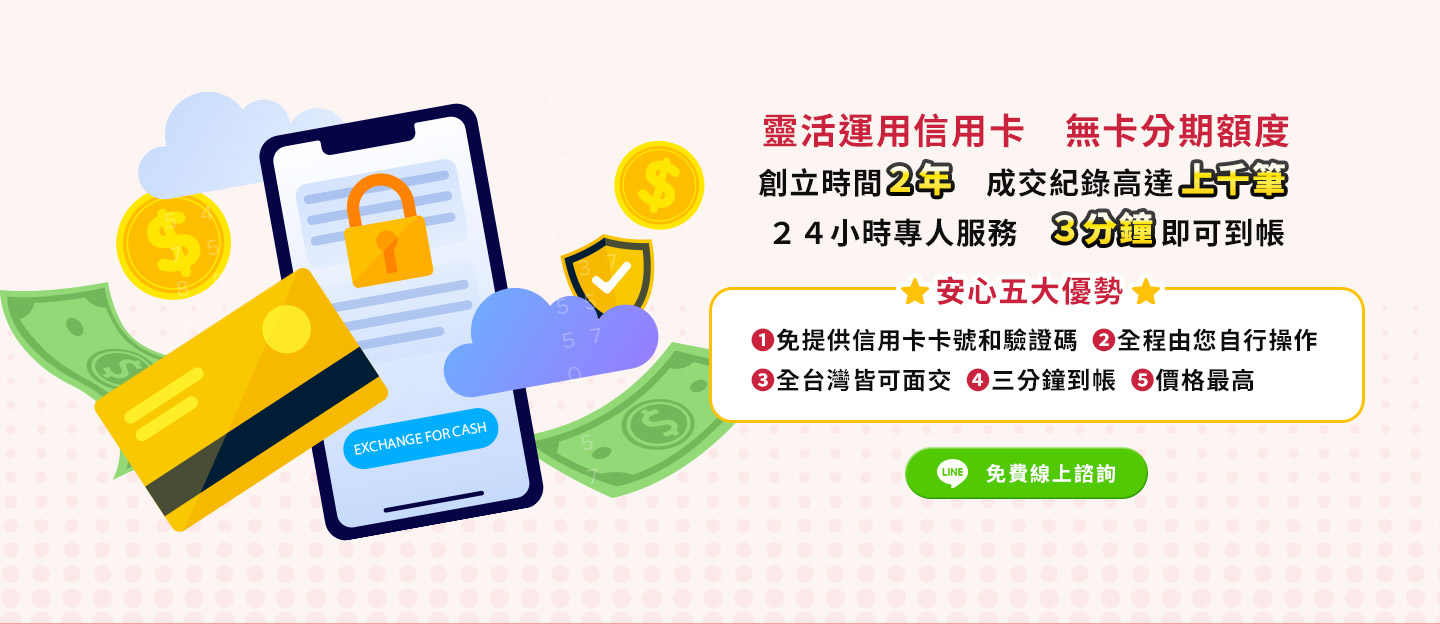 靈活運用信用卡　無卡分期額度
創立時間2年　成交紀錄高達上千筆
２４小時專人服務　3分鐘即可到帳
安心五大優勢
❶免提供信用卡卡號和驗證碼 ❷全程由您自行操作
❸全台灣皆可面交 ❹三分鐘到帳 ❺價格最高
EXCHANGE FOR CASH
LINE 免費線上諮詢